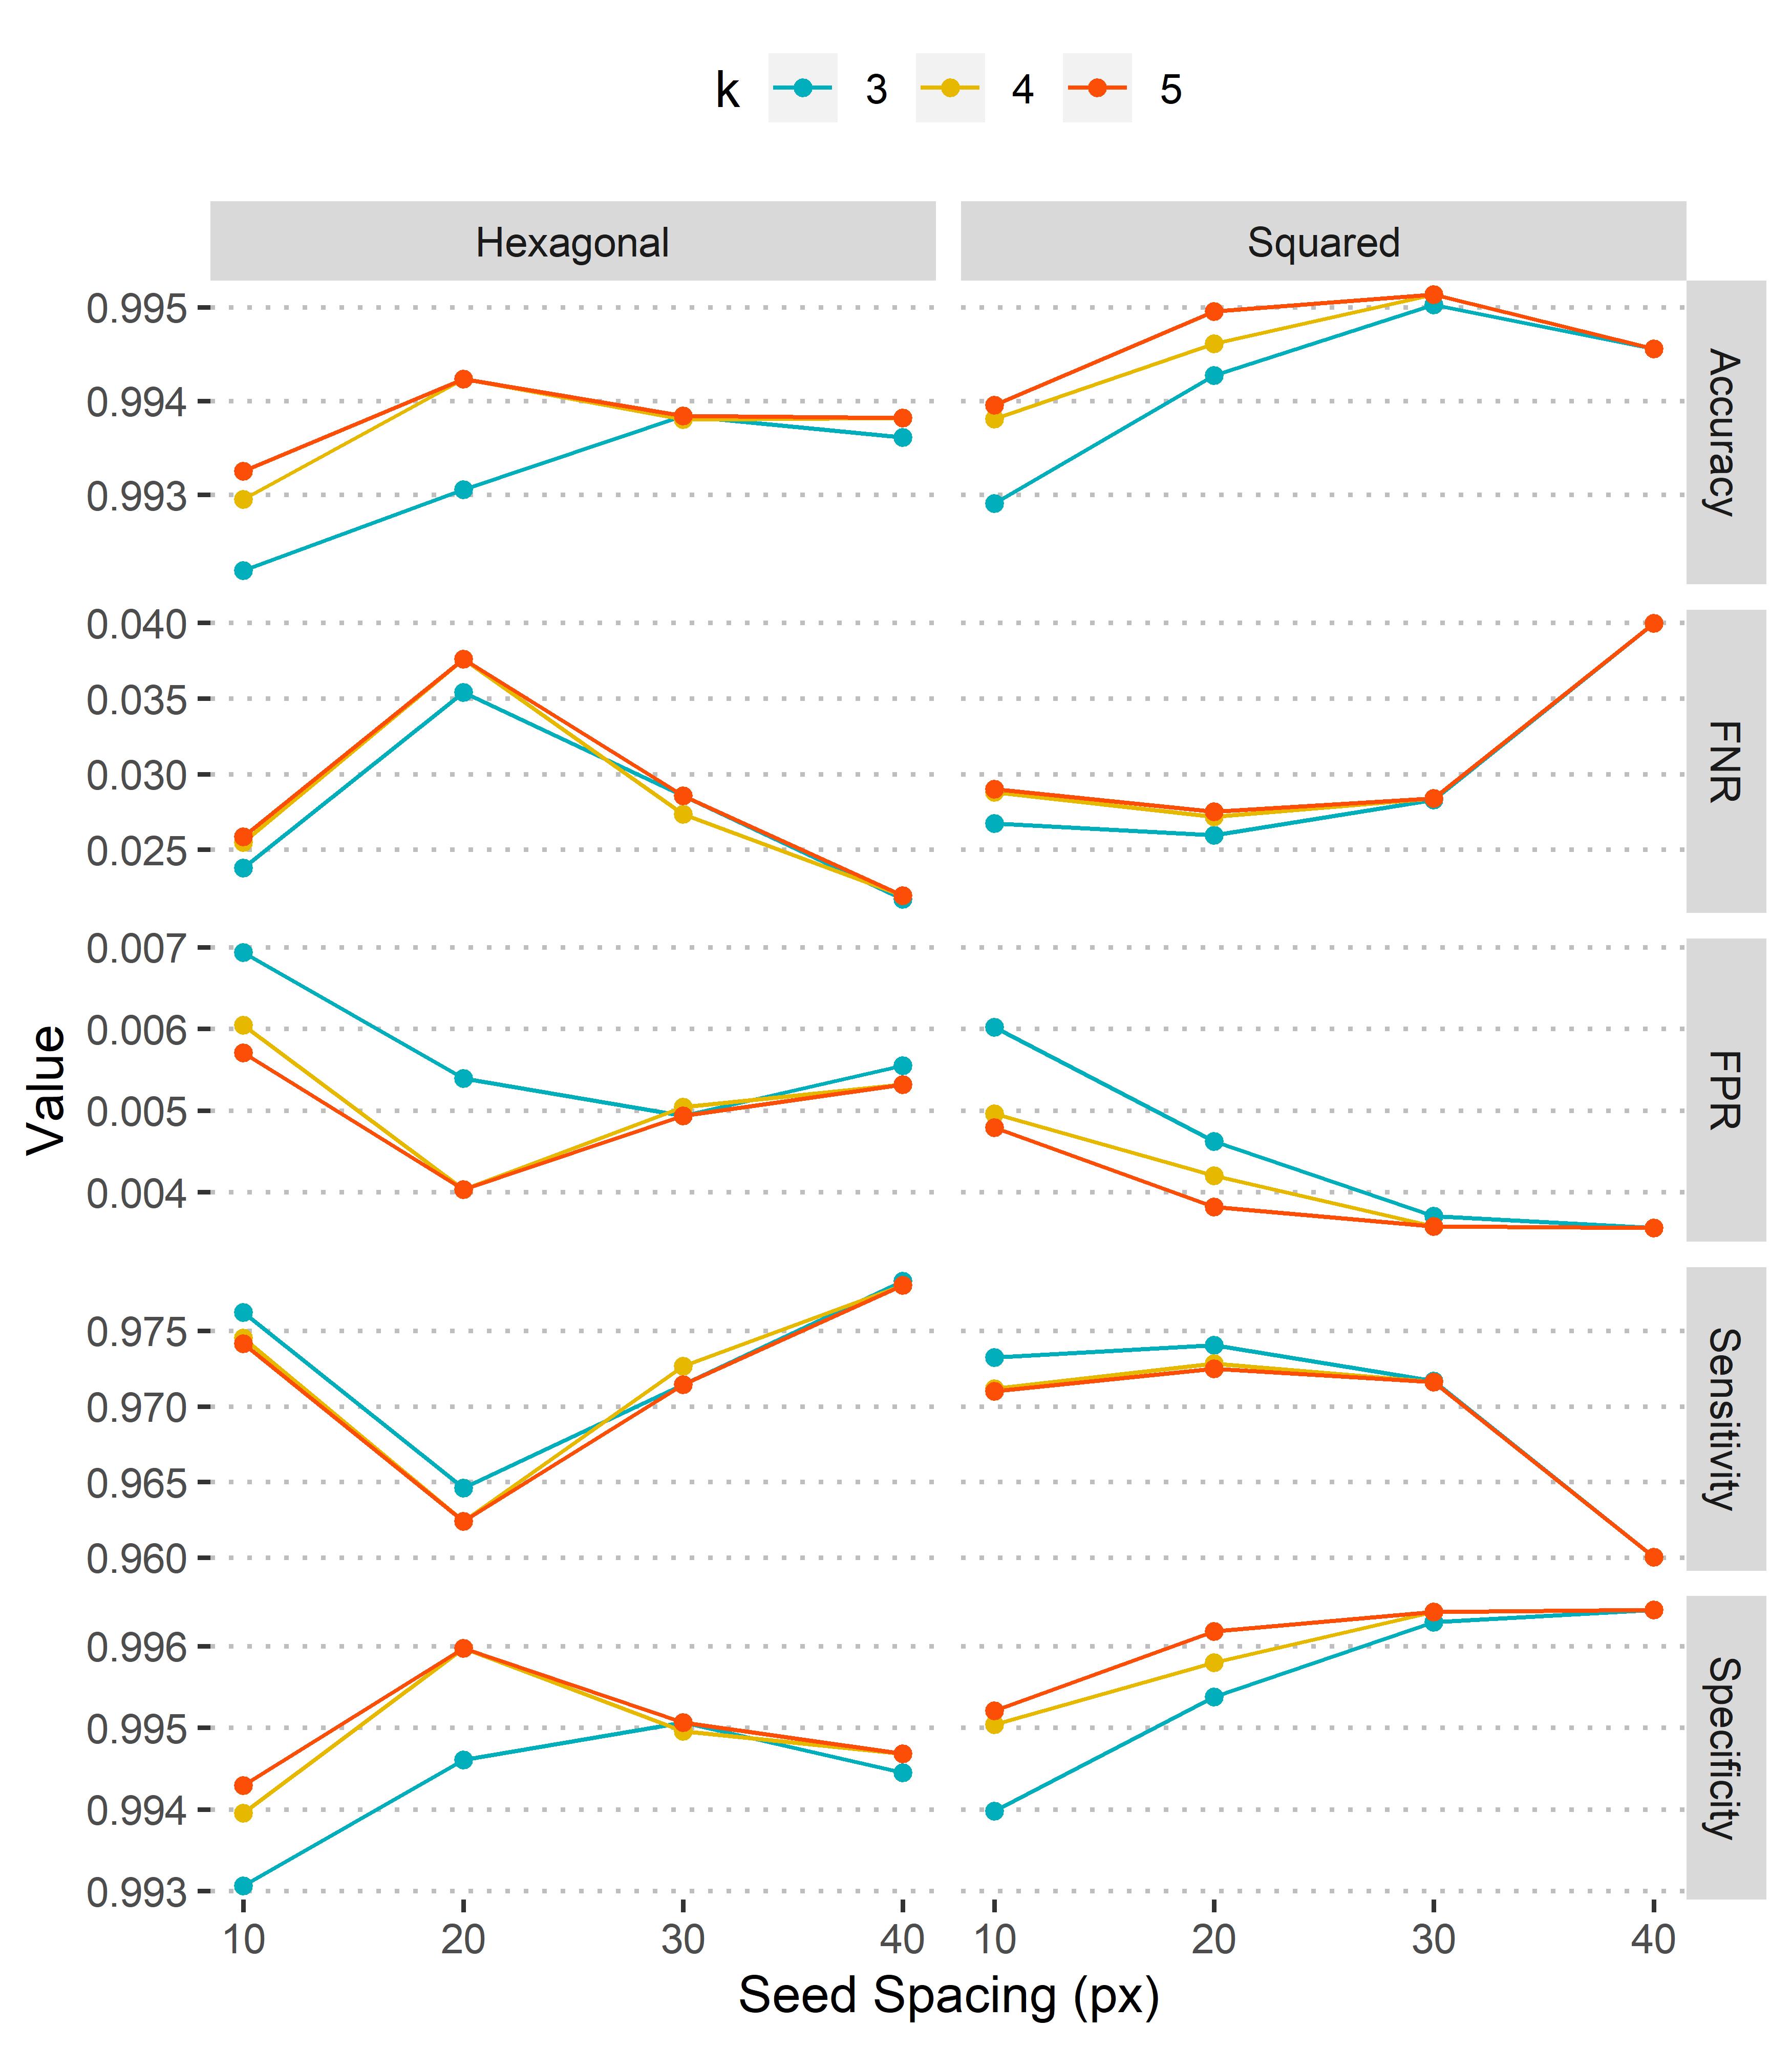 k 3 4 5
Hexagonal Squared
0.995
0.994
0.993
Accuracy
0.040
0.035
0.030
0.025
FNR
0.007
0.006
0.005
0.004
FPR
Value
0.975
0.970
0.965
0.960
Sensitivity
0.996
0.995
0.994
0.993
Specificity
10 20 30 40 10 20 30 40
Seed Spacing (px)